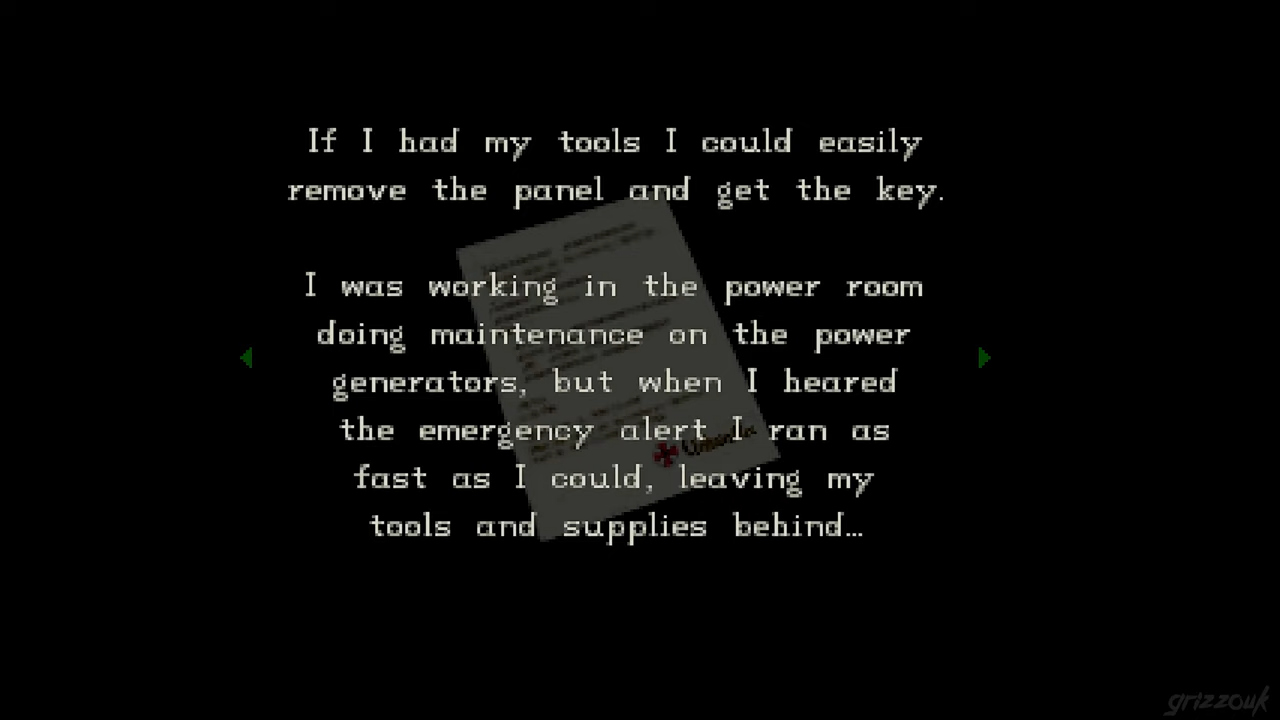 If I had my tools I could easily
remove the panel and get the key.
I was working in the power room
doing maintenance on the power
generators, but when I heared
the emergency alert I ran as
fast as I could, leaving my
tools and supplies behind…
grizzouk